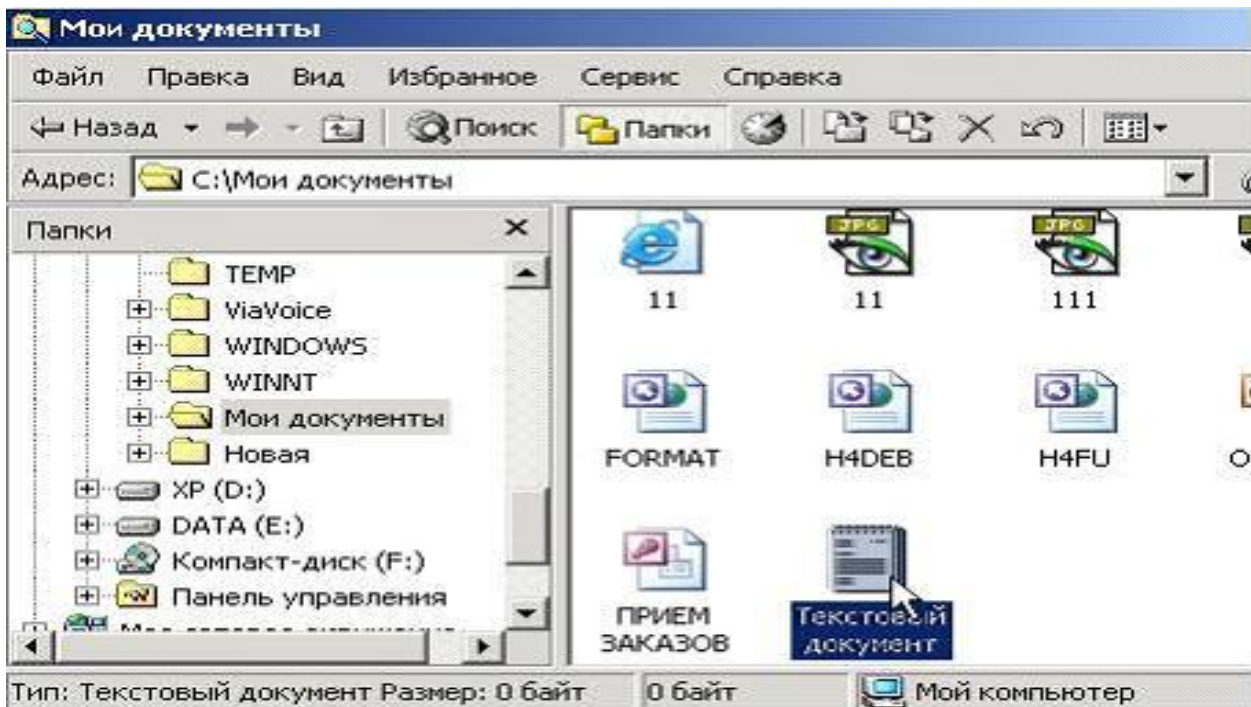 Мои документы
Файл Правка Вид Избранное Сервис Справка
Назад Поиск Папки
Адрес: C:\Мои документы
Папки
TEMP
ViaVoice
WINDOWS
WINNT
Мои документы
Новая
XP (D:)
DATA (E:)
Компакт-диск (F:)
Панель управления
JPG JPG
11 11 111
FORMAT H4DEB H4FU
ПРИЕМ
ЗАКАЗОВ
Текстовый
документ
Тип: Текстовый документ Размер: 0 байт 0 байт Мой компьютер